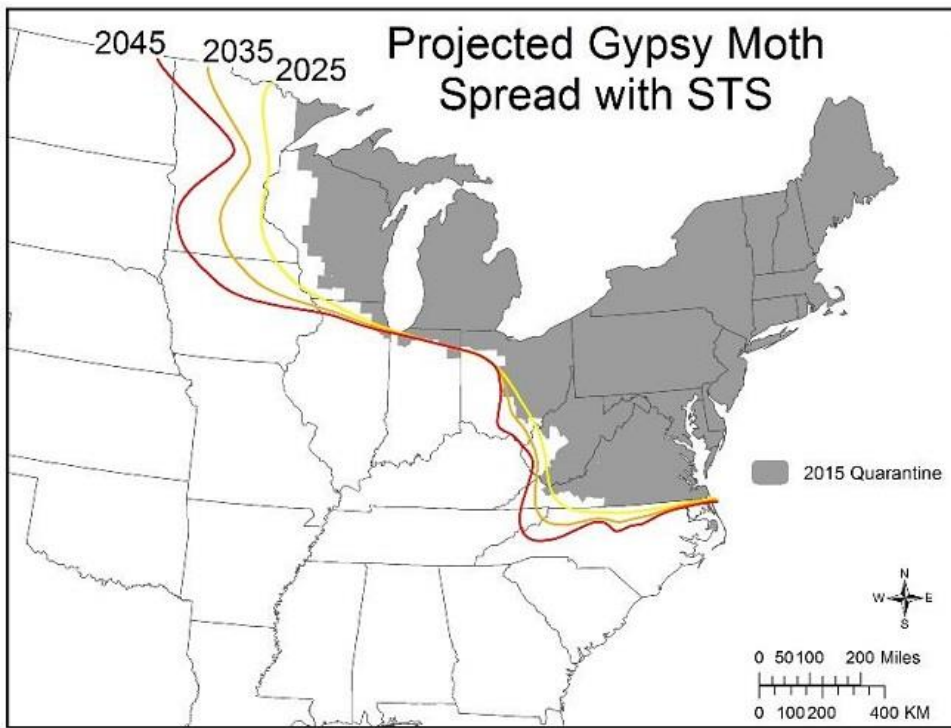 Projected Gypsy Moth
Spread with STS
2045
2035
2025
2015 Quarantine
N
W E
S
0 50 100 200 Miles
0 100 200 400 KM